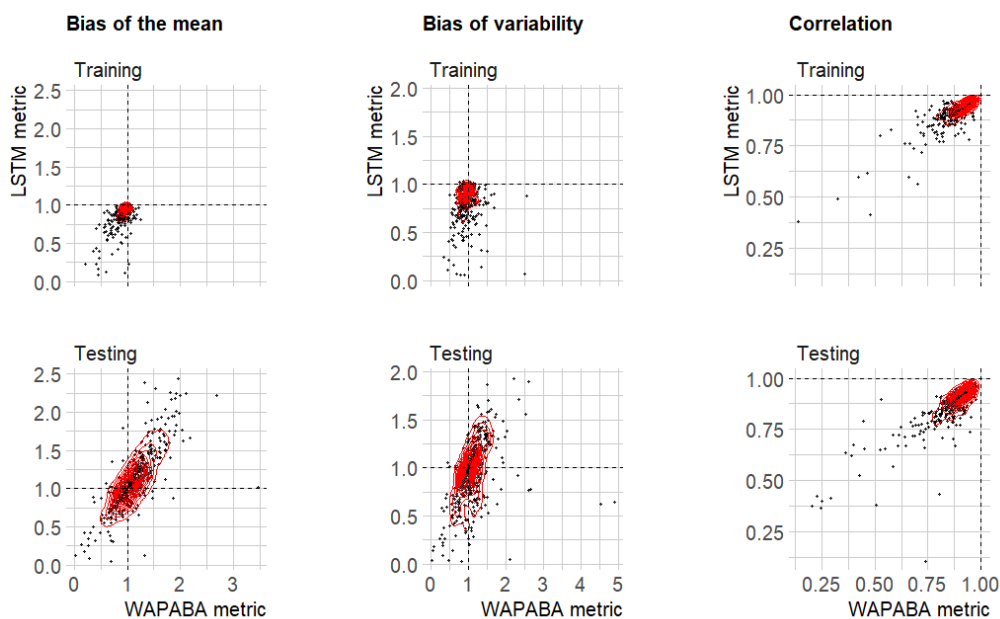 Bias of the mean
Bias of variability
Correlation
Training
Training
Training
LSTM metric
2.5
2.0
1.5
1.0
0.5
0.0
LSTM metric
2.0
1.5
1.0
0.5
0.0
LSTM metric
1.00
0.75
0.50
0.25
Testing
Testing
Testing
2.5
2.0
1.5
1.0
0.5
0.0
2.0
1.5
1.0
0.5
0.0
1.00
0.75
0.50
0.25
0 1 2 3
0 1 2 3 4 5
0.25 0.50 0.75 1.00
WAPABA metric
WAPABA metric
WAPABA metric